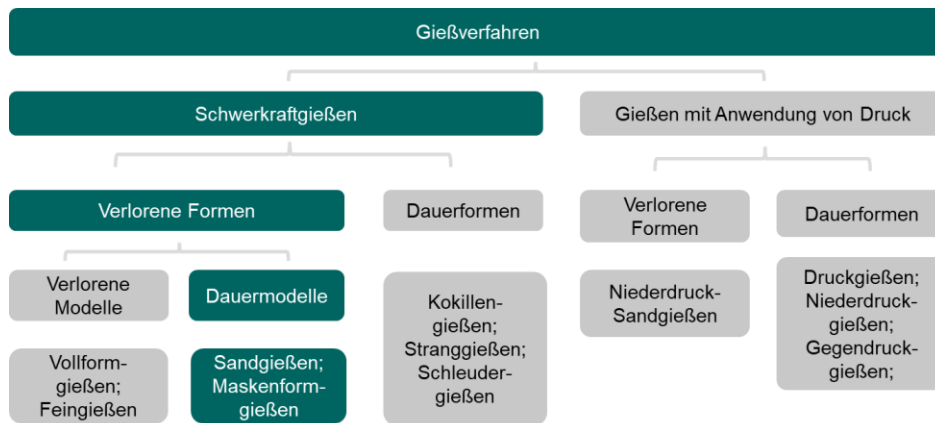 Gießverfahren
Schwerkraftgießen
Gießen mit Anwendung von Druck
Verlorene Formen
Dauerformen
Verlorene
Formen
Dauerformen
Verlorene
Modelle
Dauermodelle
Kokillen-
gießen;
Stranggießen;
Schleuder-
gießen
Niederdruck-
Sandgießen
Druckgießen;
Niederdruck-
gießen;
Gegendruck-
gießen;
Vollform-
gießen;
Feingießen
Sandgießen;
Maskenform-
gießen